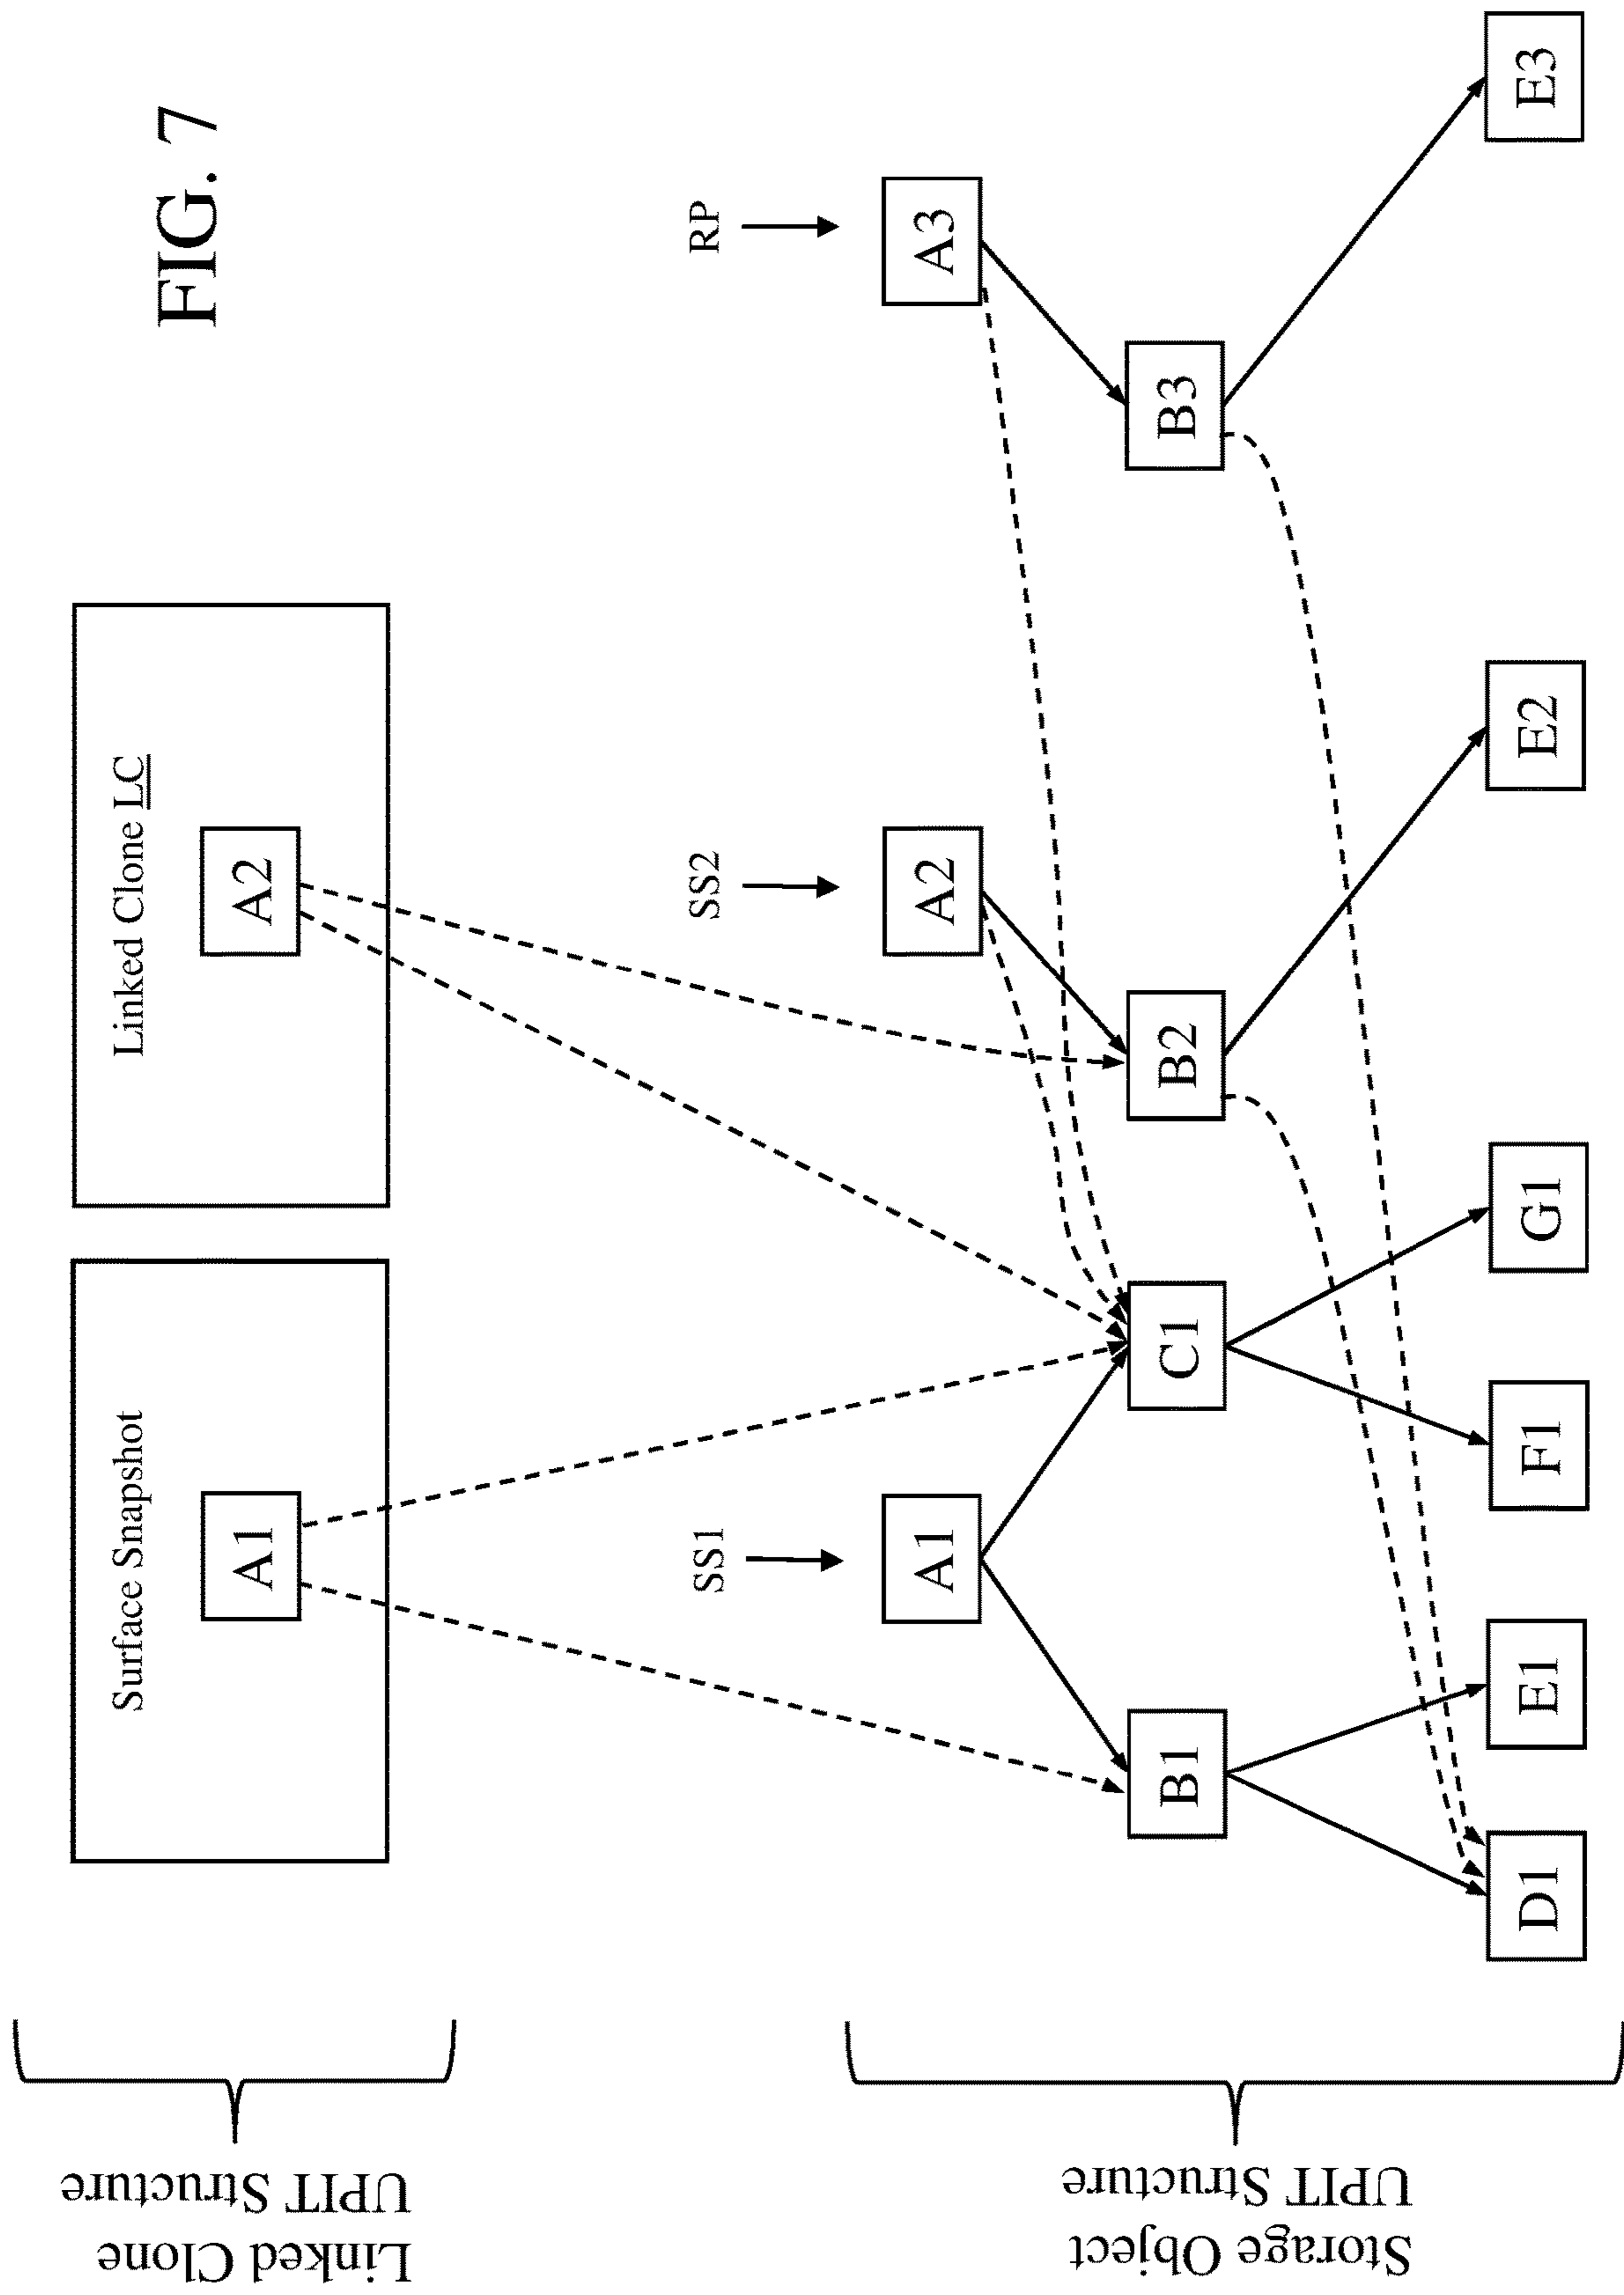 FIG. 7
Linked Clone
UPIT Structure
Surface Snapshot
A1
Linked Clone LC
A2
Storage Object
UPIT Structure
SS1
SS2
RP
A1
A2
A3
B1
C1
B2
B3
D1
E1
F1
G1
E2
E3